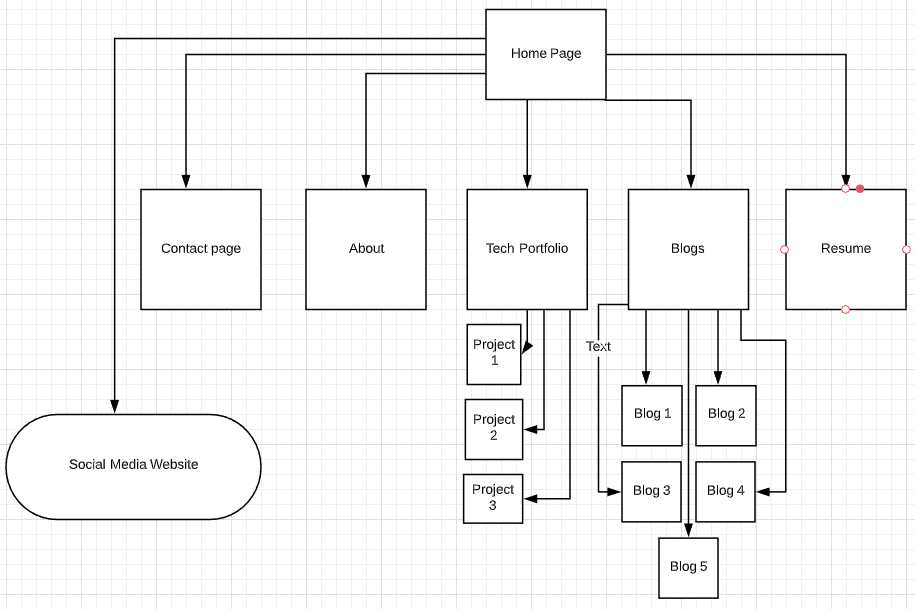 Home Page
Contact page
About
Tech Portfolio
Blogs
Resume
Project
1
Text
Project
2
Blog 1
Blog 2
Social Media Website
Project
3
Blog 3
Blog 4
Blog 5